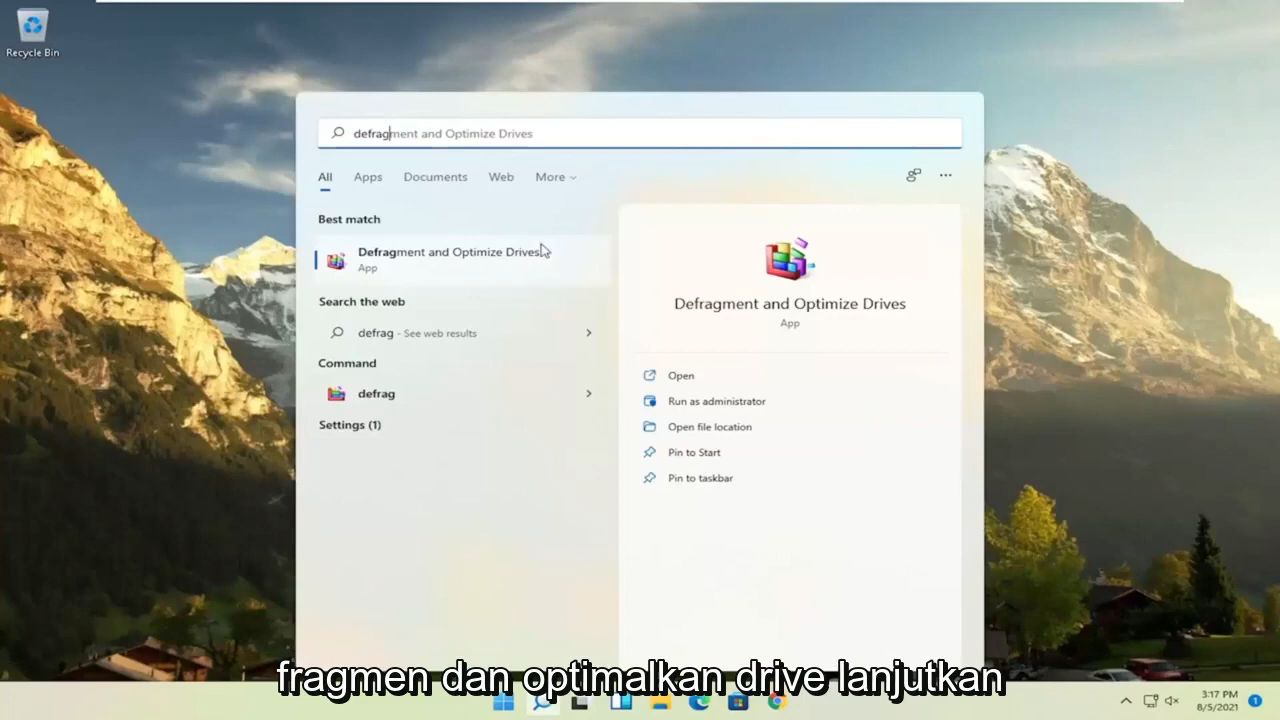 Recycle Bin
defragment and Optimize Drives
All Apps Documents Web More
Best match
Defragment and Optimize Drives
App
Search the web
defrag - See web results
Command
defrag
Settings (1)
Defragment and Optimize Drives
App
Open
Run as administrator
Open file location
Pin to Start
Pin to taskbar
fragmen dan optimalkan drive lanjutkan
3:17 PM
8/5/2021
1